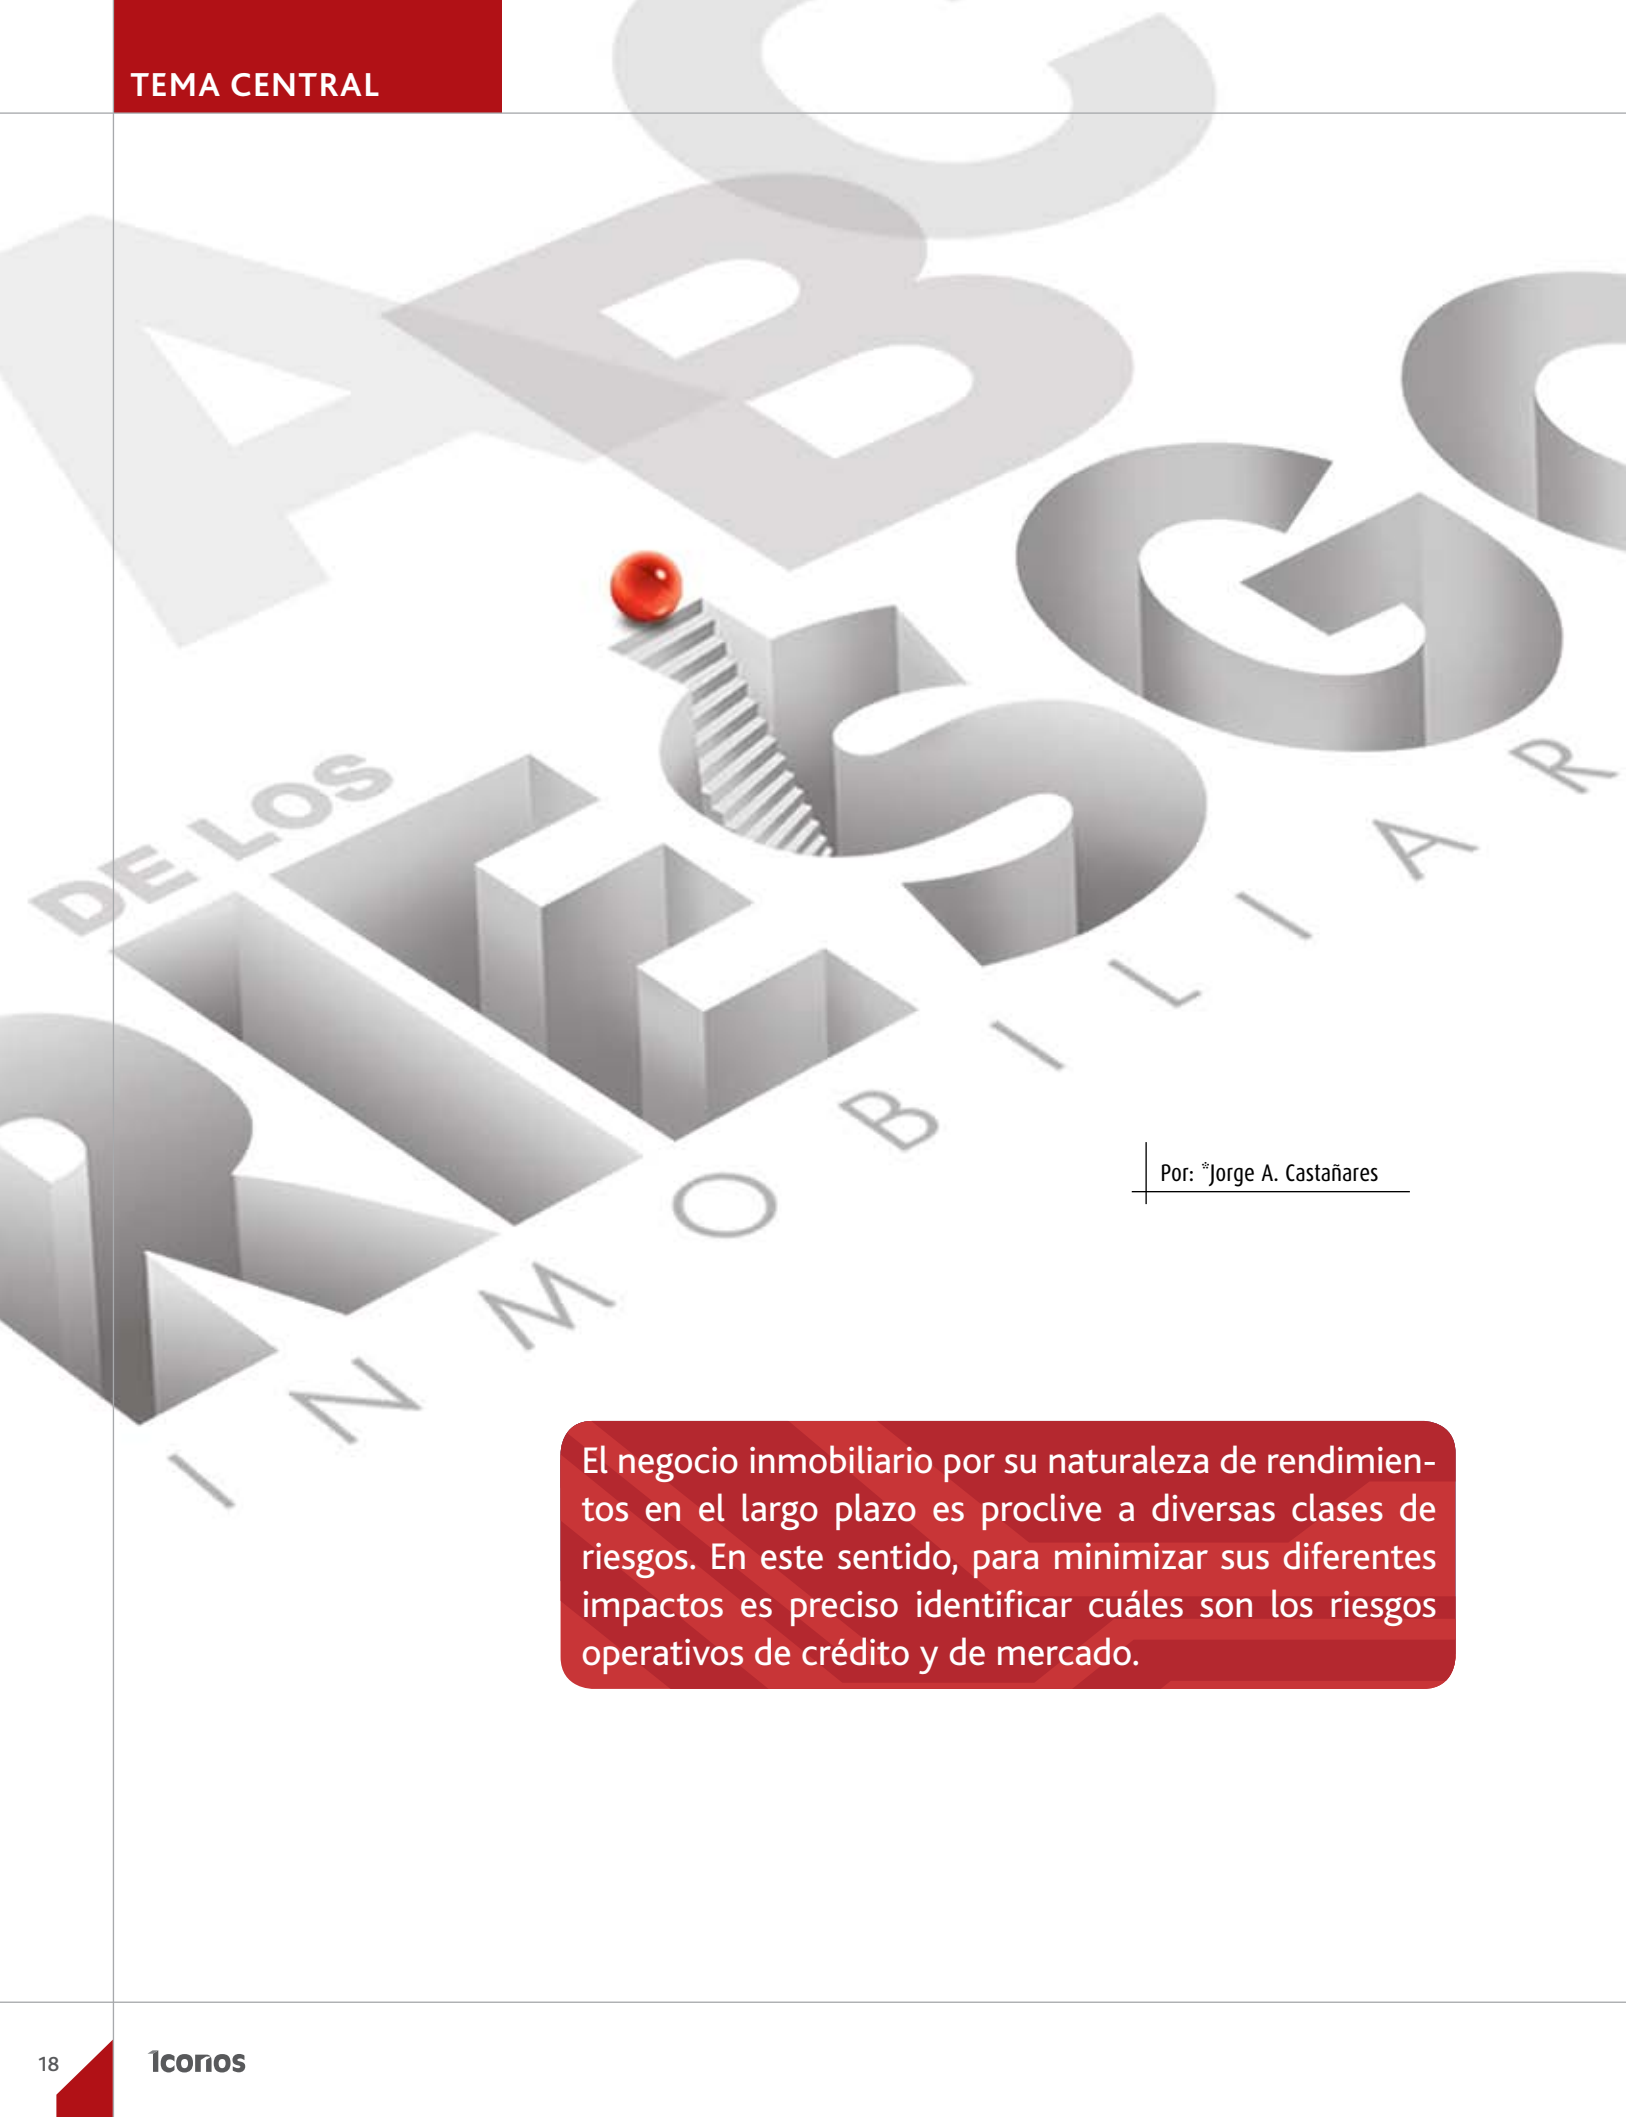 TEMA CENTRAL
ABC
DE LOS
RIESGO
INMOBILIAR
Por: *Jorge A. Castañares
El negocio inmobiliario por su naturaleza de rendimien-
tos en el largo plazo es proclive a diversas clases de
riesgos. En este sentido, para minimizar sus diferentes
impactos es preciso identificar cuáles son los riesgos
operativos de crédito y de mercado.
18
Iconos